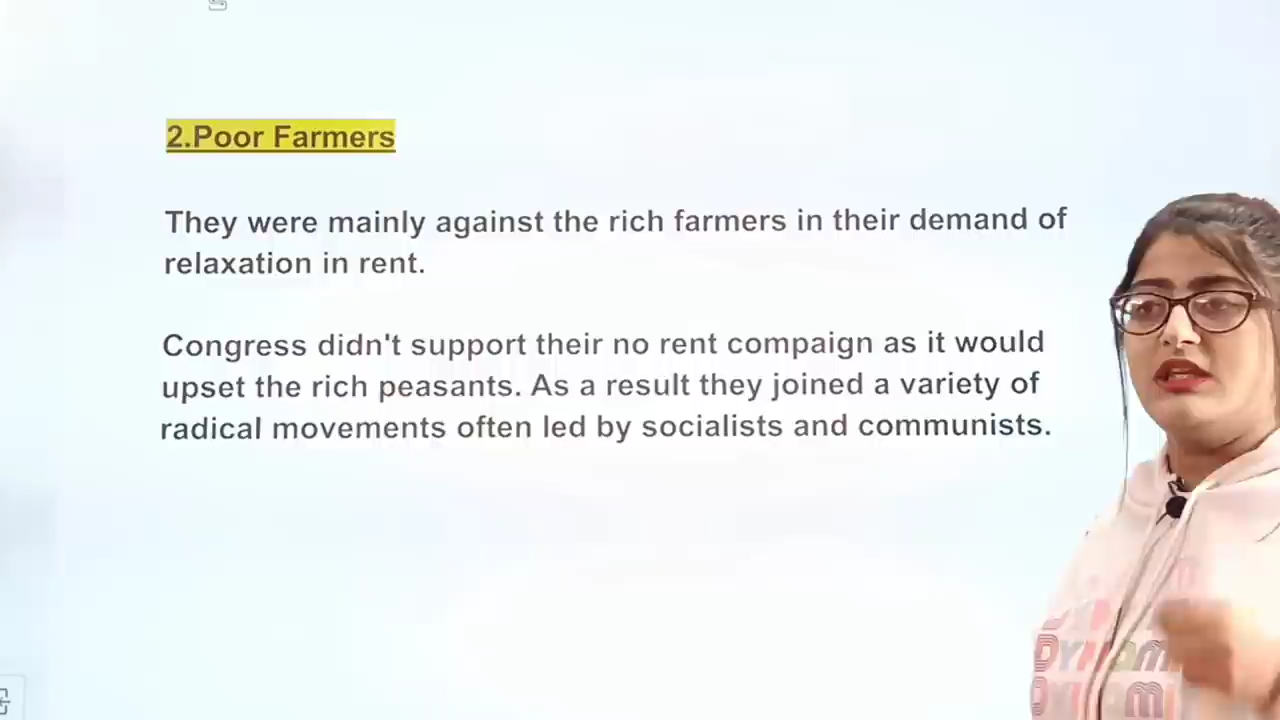 2.Poor Farmers
They were mainly against the rich farmers in their demand of
relaxation in rent.
Congress didn't support their no rent compaign as it would
upset the rich peasants. As a result they joined a variety of
radical movements often led by socialists and communists.